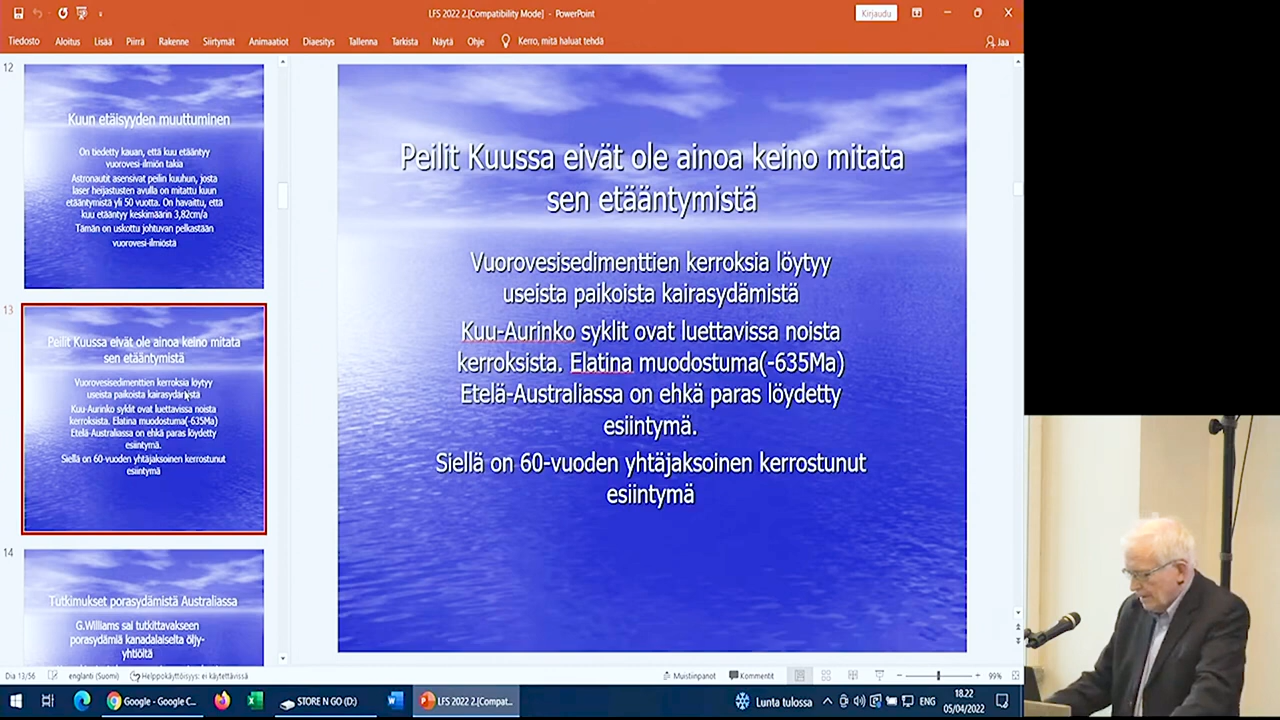 LFS 2022 2.[Compatibility Mode] - PowerPoint
Kirjaudu
Tiedosto Aloitus Lisää Piirrä Rakenne Siirtymät Animaatiot Diaesitys Tallenna Tarkista Näytä Ohje Kerro, mitä haluat tehdä Jaa
12
Kuun etäisyyden muuttuminen
On tiedetty kauan, että kuu etääntyy
vuorovesi-ilmiön takia
Astronautit asensivat peilin kuuhun, josta
laser heijastusten avulla on mitattu kuun
etääntymistä yli 50 vuotta. On havaittu, että
kuu etääntyy keskimäärin 3,82cm/a
Tämän on uskottu johtuvan pelkastään
vuorovesi-ilmiöstä
13
Peilit Kuussa eivät ole ainoa keino mitata
sen etääntymistä
Vuorovesisedimenttien kerroksia löytyy
useista paikoista kairasydämistä
Kuu-Aurinko syklit ovat luettavissa noista
kerroksista. Elatina muodostuma(-635Ma)
Etelä-Australiassa on ehkä paras löydetty
esiintymä.
Siellä on 60-vuoden yhtäjaksoinen kerrostunut
esiintymä
14
Tutkimukset porasydämistä Australiassa
G.Williams sai tutkittavakseen
porasydämiä kanadalaiselta öljy-
yhtiöltä
Peilit Kuussa eivät ole ainoa keino mitata
sen etääntymistä
Vuorovesisedimenttien kerroksia löytyy
useista paikoista kairasydämistä
Kuu-Aurinko syklit ovat luettavissa noista
kerroksista. Elatina muodostuma(-635Ma)
Etelä-Australiassa on ehkä paras löydetty
esiintymä.
Siellä on 60-vuoden yhtäjaksoinen kerrostunut
esiintymä
Dia 13/56 englanti (Suomi) Helppokäyttöisyys: ei käytettävissä Muistiinpanot Kommentit 99%
Google - Google C... STORE N GO (D:) LFS 2022 2.[Compat... Lunta tulossa ENG
18.22
05/04/2022